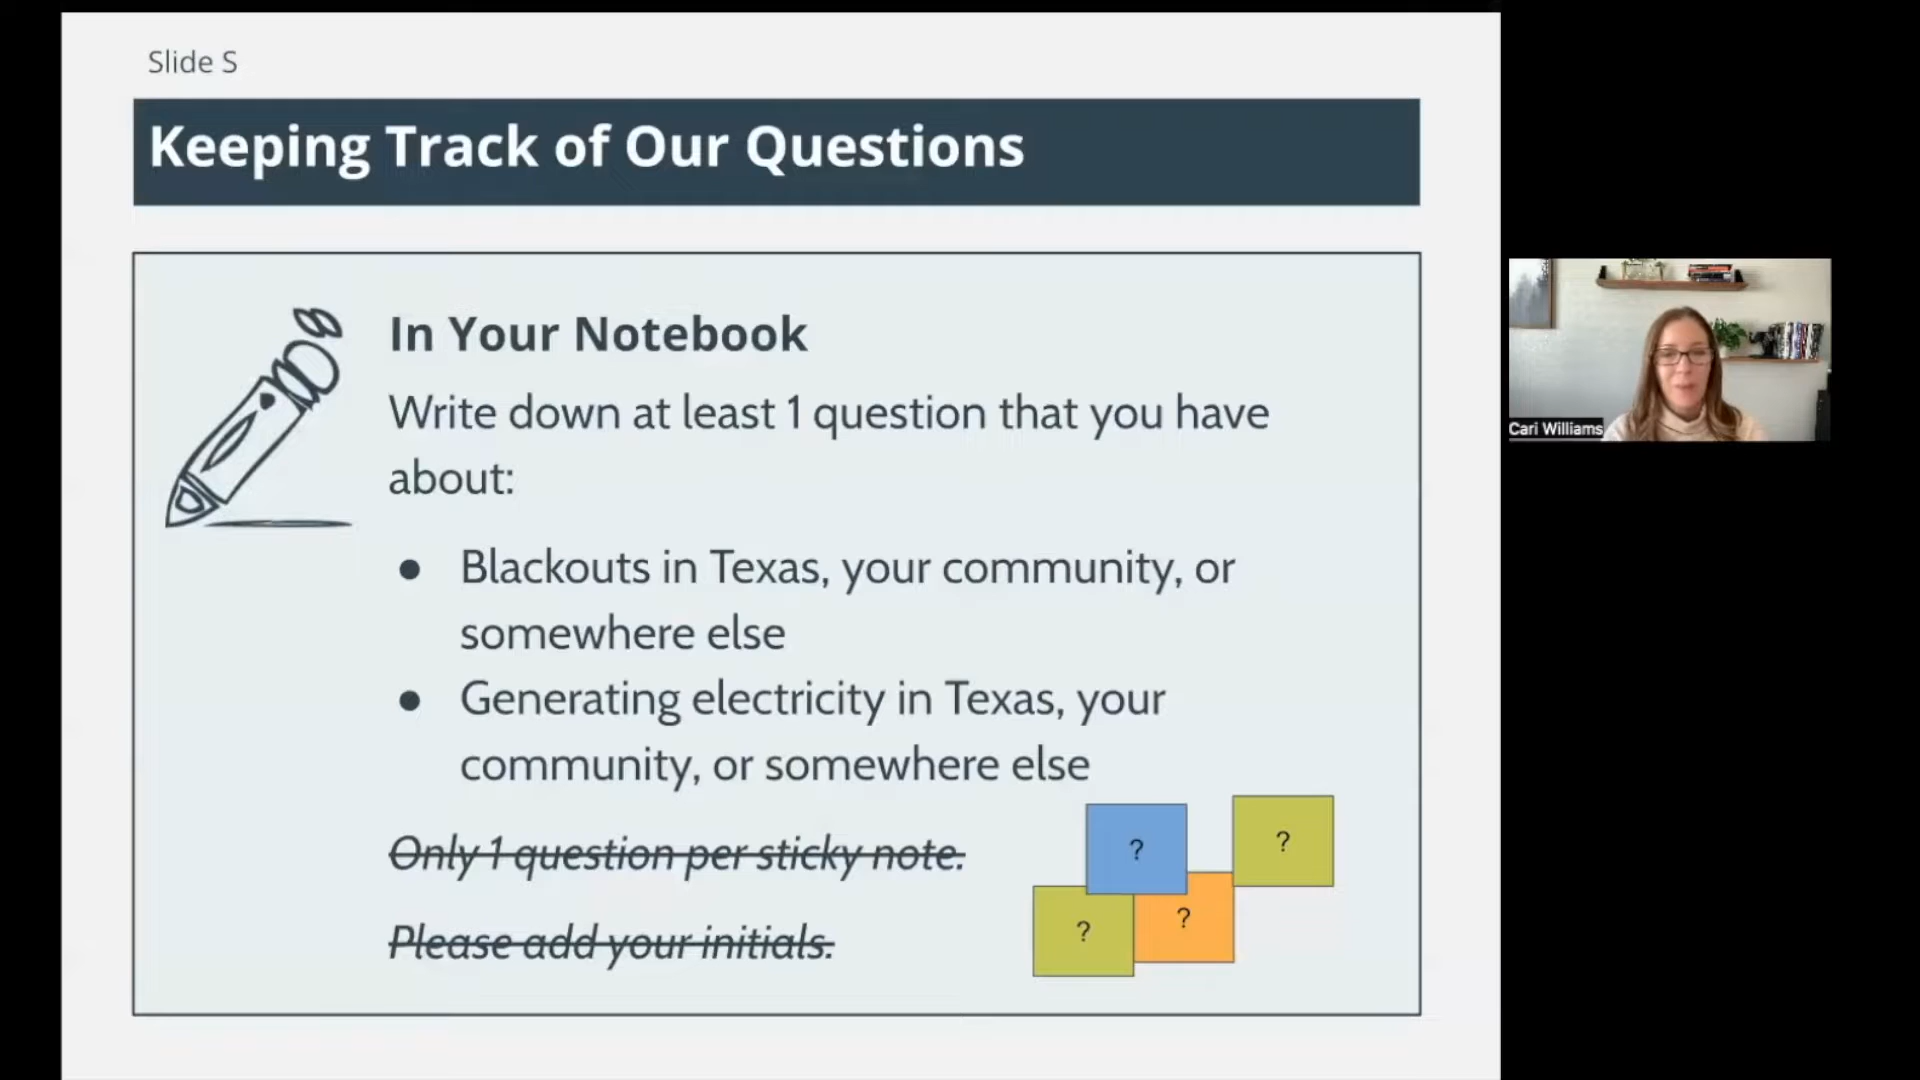 Slide S
Keeping Track of Our Questions
In Your Notebook
Write down at least 1 question that you have
about:
● Blackouts in Texas, your community, or
somewhere else
● Generating electricity in Texas, your
community, or somewhere else
Only 1 question per sticky note.
Please add your initials.
?
?
?
?
Cari Williams